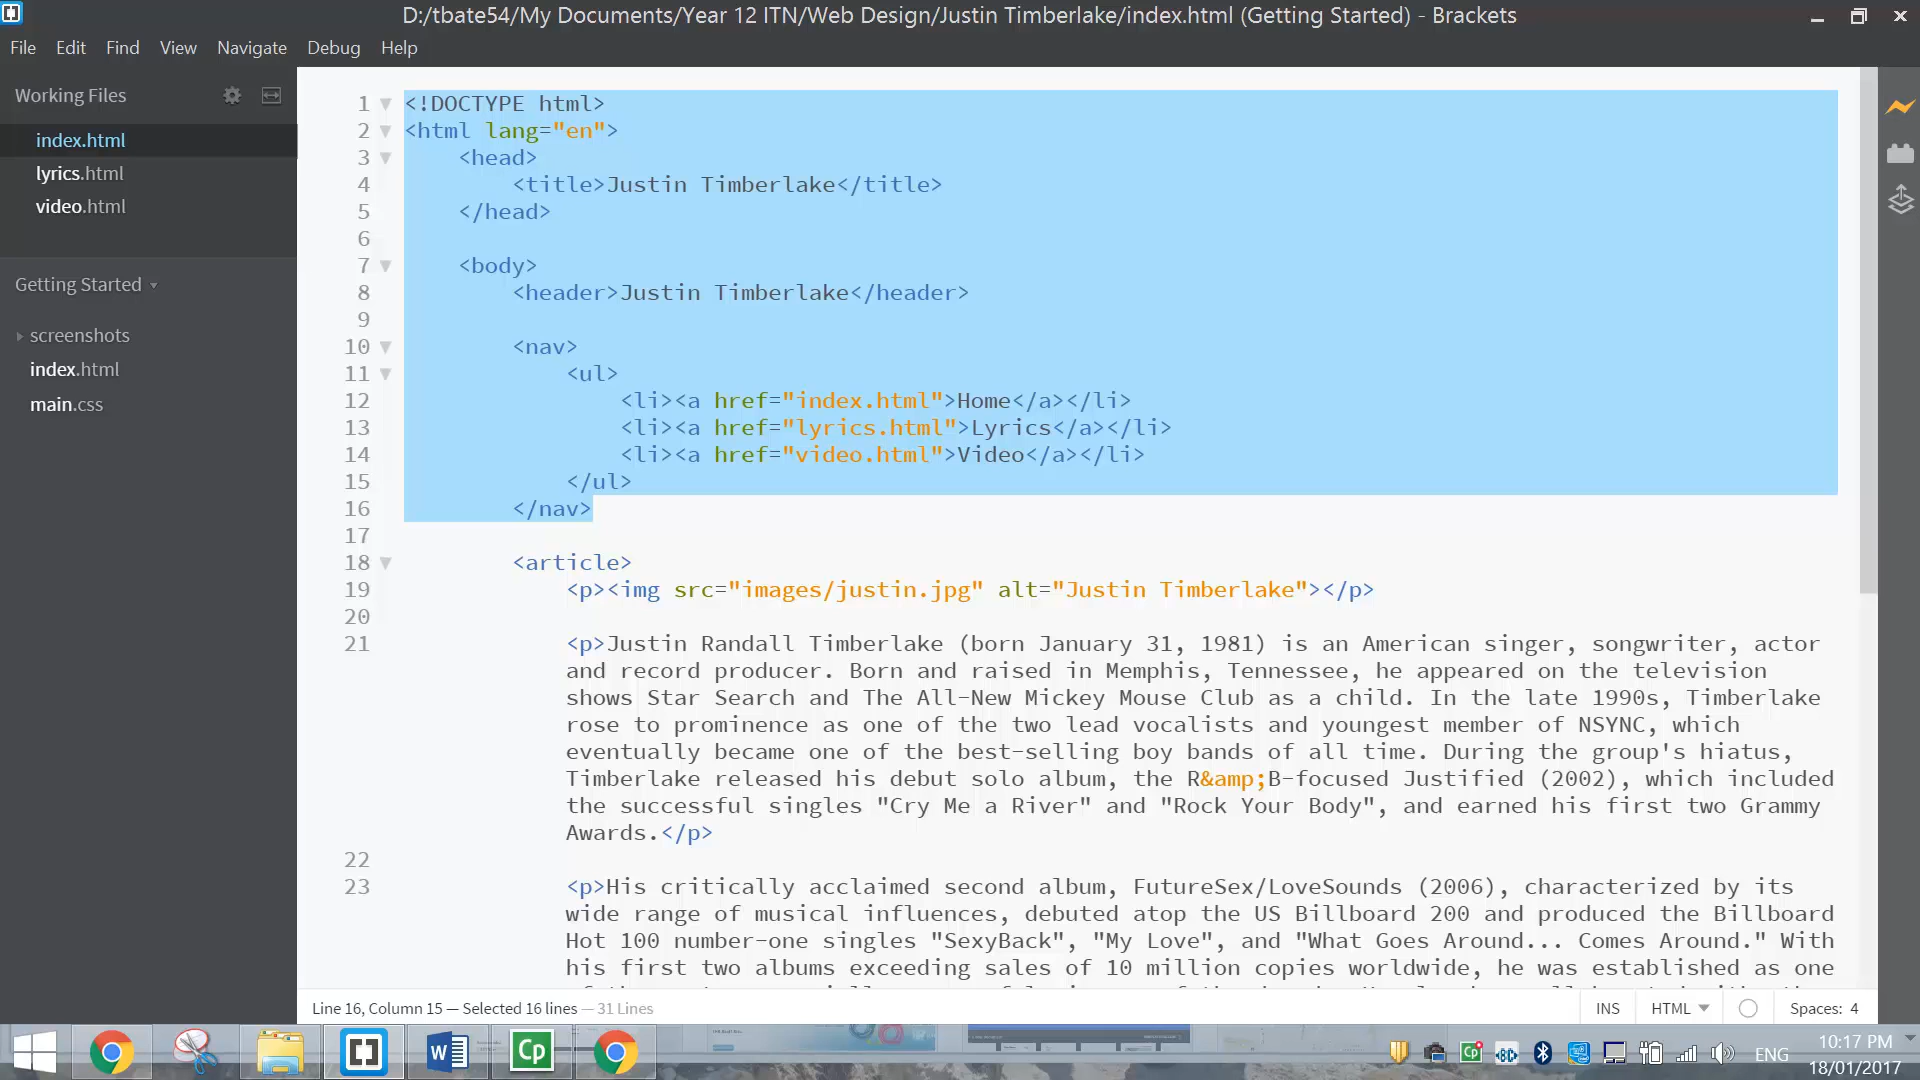 D:/tbate54/My Documents/Year 12 ITN/Web Design/Justin Timberlake/index.html (Getting Started) - Brackets
File Edit Find View Navigate Debug Help
Working Files
index.html
lyrics.html
video.html
Getting Started
screenshots
index.html
main.css
1 <!DOCTYPE html>
2 <html lang="en">
3 <head>
4 <title>Justin Timberlake</title>
5 </head>
6
7 <body>
8 <header>Justin Timberlake</header>
9
10 <nav>
11 <ul>
12 <li><a href="index.html">Home</a></li>
13 <li><a href="lyrics.html">Lyrics</a></li>
14 <li><a href="video.html">Video</a></li>
15 </ul>
16 </nav>
17
18 <article>
19 <p><img src="images/justin.jpg" alt="Justin Timberlake"></p>
20
21 <p>Justin Randall Timberlake (born January 31, 1981) is an American singer, songwriter, actor
and record producer. Born and raised in Memphis, Tennessee, he appeared on the television
shows Star Search and The All-New Mickey Mouse Club as a child. In the late 1990s, Timberlake
rose to prominence as one of the two lead vocalists and youngest member of NSYNC, which
eventually became one of the best-selling boy bands of all time. During the group's hiatus,
Timberlake released his debut solo album, the R&amp;B-focused Justified (2002), which included
the successful singles "Cry Me a River" and "Rock Your Body", and earned his first two Grammy
Awards.</p>
22
23 <p>His critically acclaimed second album, FutureSex/LoveSounds (2006), characterized by its
wide range of musical influences, debuted atop the US Billboard 200 and produced the Billboard
Hot 100 number-one singles "SexyBack", "My Love", and "What Goes Around... Comes Around." With
his first two albums exceeding sales of 10 million copies worldwide, he was established as one
Line 16, Column 15 — Selected 16 lines — 31 Lines
INS HTML Spaces: 4
ENG
10:17 PM
18/01/2017